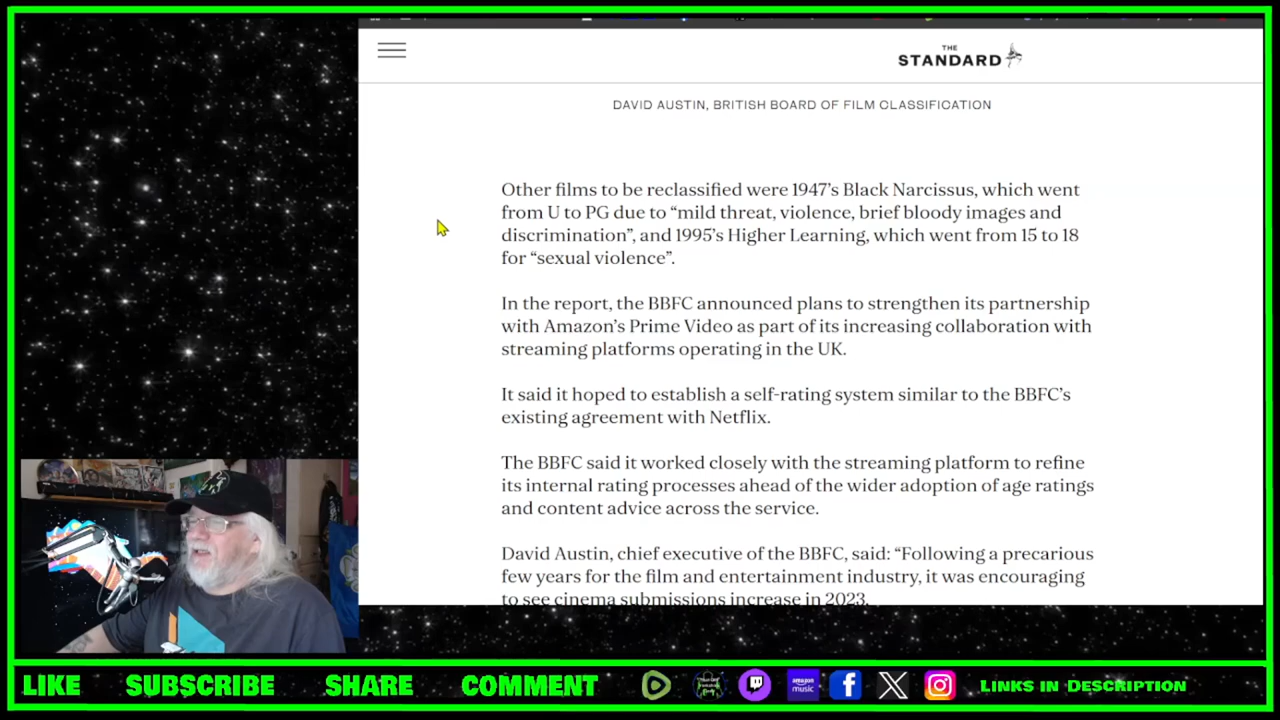 THE
STANDARD
DAVID AUSTIN, BRITISH BOARD OF FILM CLASSIFICATION
Other films to be reclassified were 1947’s Black Narcissus, which went
from U to PG due to “mild threat, violence, brief bloody images and
discrimination”, and 1995’s Higher Learning, which went from 15 to 18
for “sexual violence”.
In the report, the BBFC announced plans to strengthen its partnership
with Amazon’s Prime Video as part of its increasing collaboration with
streaming platforms operating in the UK.
It said it hoped to establish a self-rating system similar to the BBFC’s
existing agreement with Netflix.
The BBFC said it worked closely with the streaming platform to refine
its internal rating processes ahead of the wider adoption of age ratings
and content advice across the service.
David Austin, chief executive of the BBFC, said: “Following a precarious
few years for the film and entertainment industry, it was encouraging
to see cinema submissions increase in 2023.
LIKE SUBSCRIBE SHARE COMMENT amazon music LINKS IN DESCRIPTION